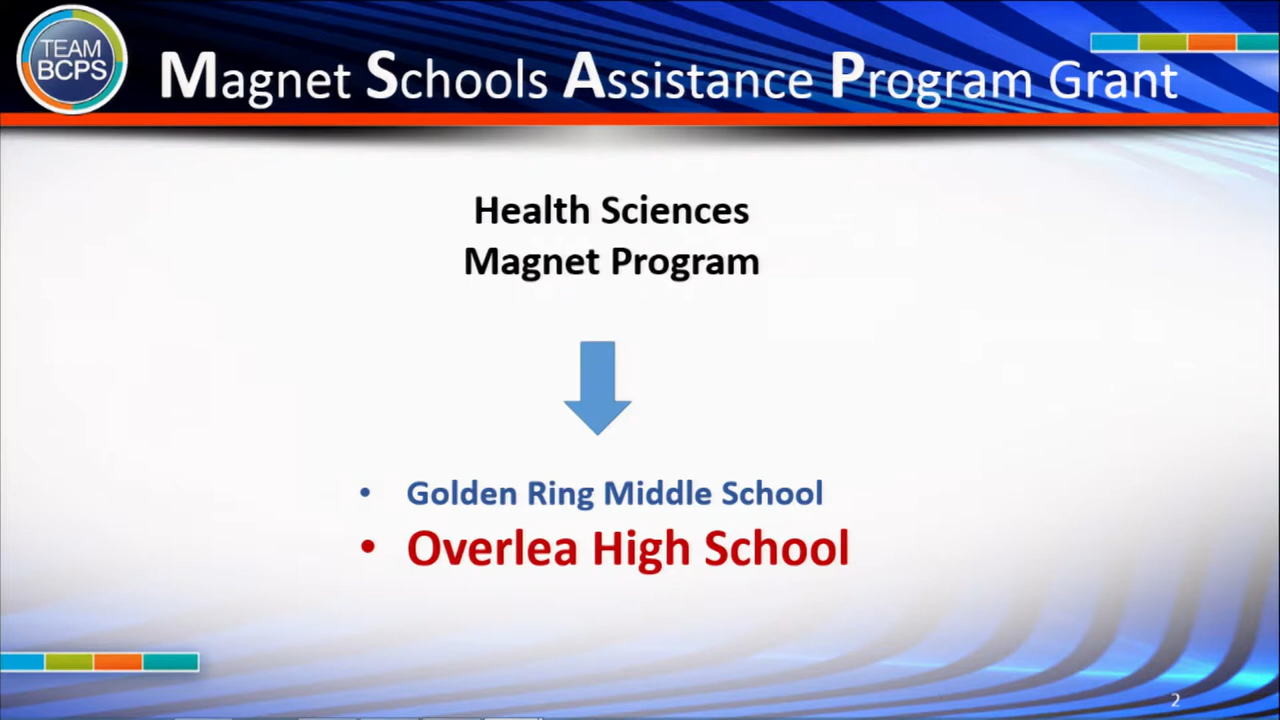 TEAM
BCPS
Magnet Schools Assistance Program Grant
Health Sciences
Magnet Program
• Golden Ring Middle School
• Overlea High School
2